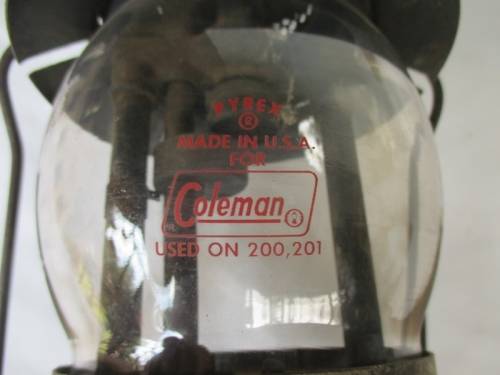 PYREX
®
MADE IN U.S.A.
FOR
Coleman
USED ON 200,201